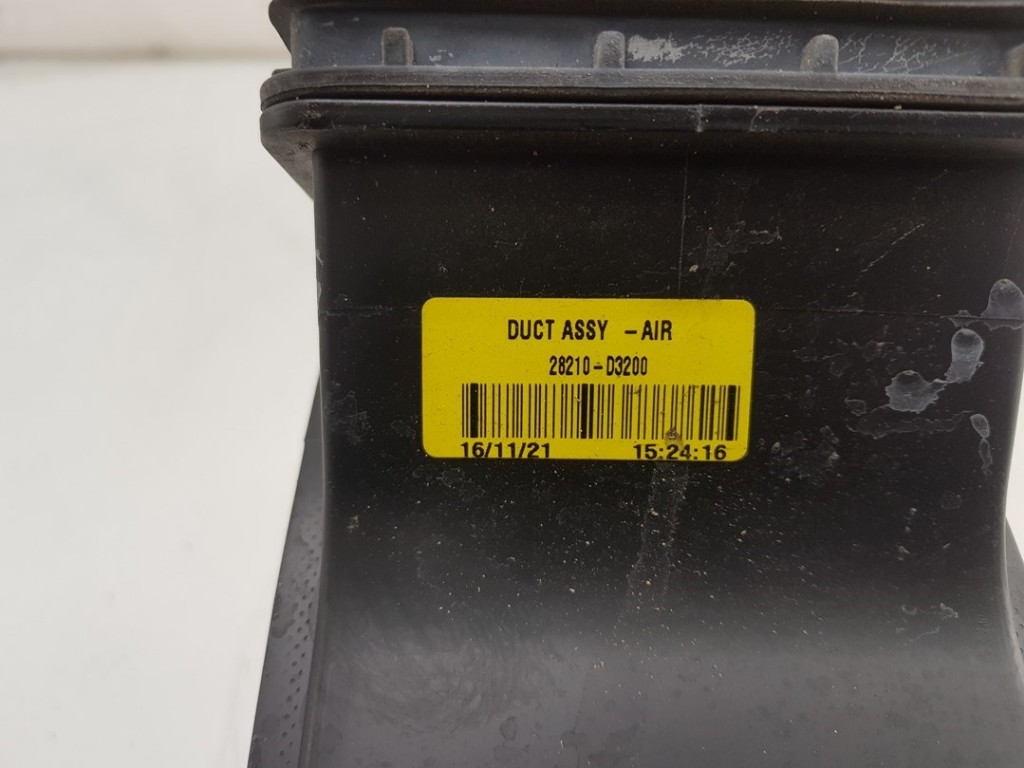 DUCT ASSY -AIR
28210-D3200
16/11/21 15:24:16